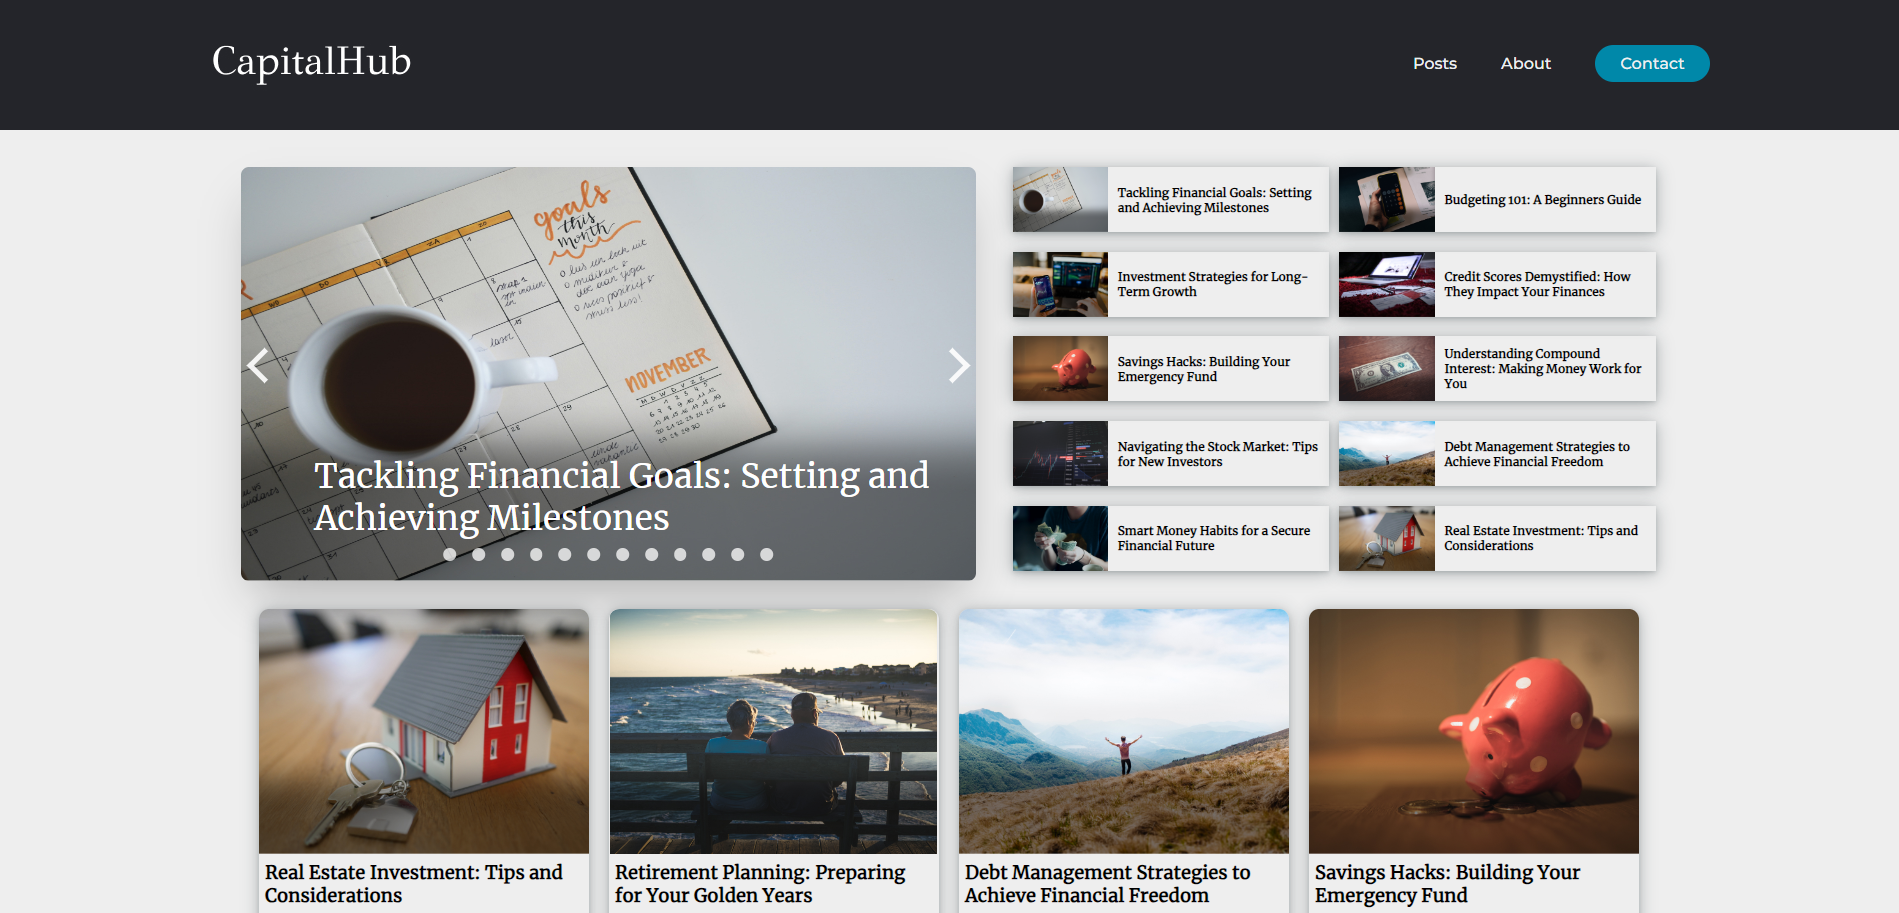 CapitalHub
Posts
About
Contact
goals
this
month
NOVEMBER
Tackling Financial Goals: Setting and
Achieving Milestones
Tackling Financial Goals: Setting
and Achieving Milestones
Budgeting 101: A Beginners Guide
Investment Strategies for Long-
Term Growth
Credit Scores Demystified: How
They Impact Your Finances
Savings Hacks: Building Your
Emergency Fund
Understanding Compound
Interest: Making Money Work for
You
Navigating the Stock Market: Tips
for New Investors
Debt Management Strategies to
Achieve Financial Freedom
Smart Money Habits for a Secure
Financial Future
Real Estate Investment: Tips and
Considerations
Real Estate Investment: Tips and
Considerations
Retirement Planning: Preparing
for Your Golden Years
Debt Management Strategies to
Achieve Financial Freedom
Savings Hacks: Building Your
Emergency Fund